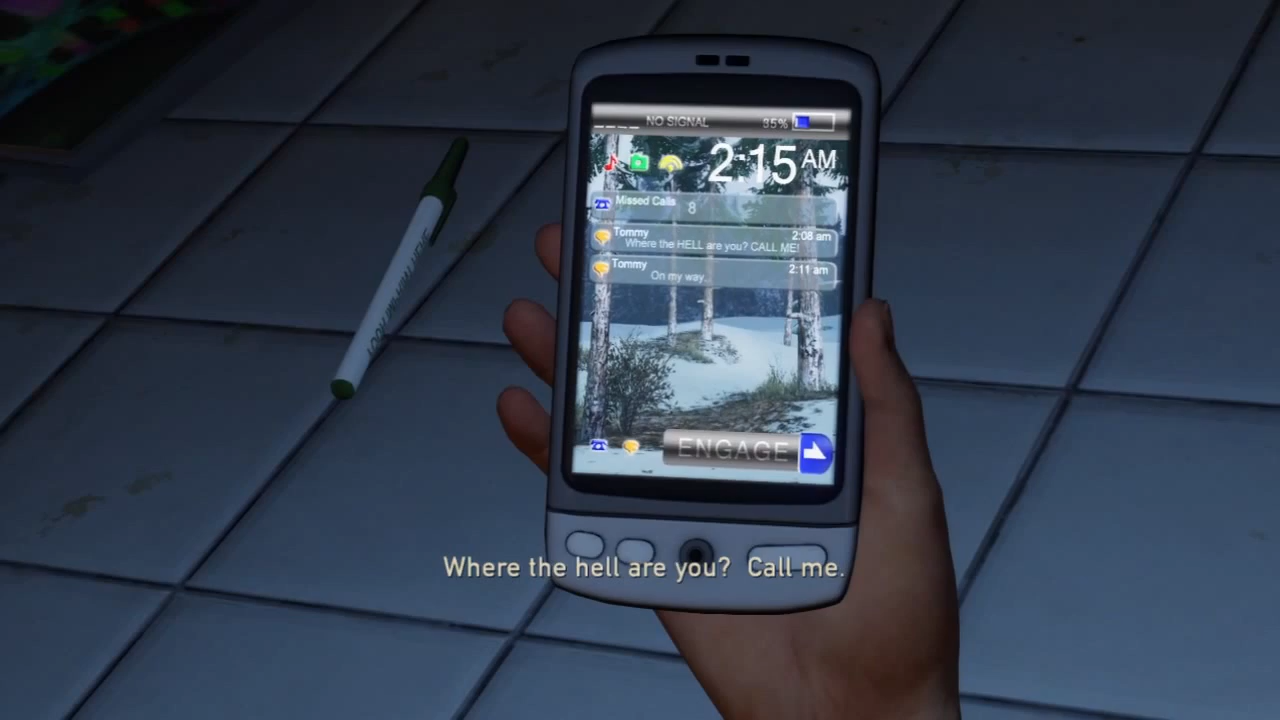 NO SIGNAL 35%
2:15 AM
Missed Calls 8
Tommy 2:08 am
Where the HELL are you? CALL ME!
Tommy 2:11 am
On my way.
ENGAGE
Where the hell are you? Call me.